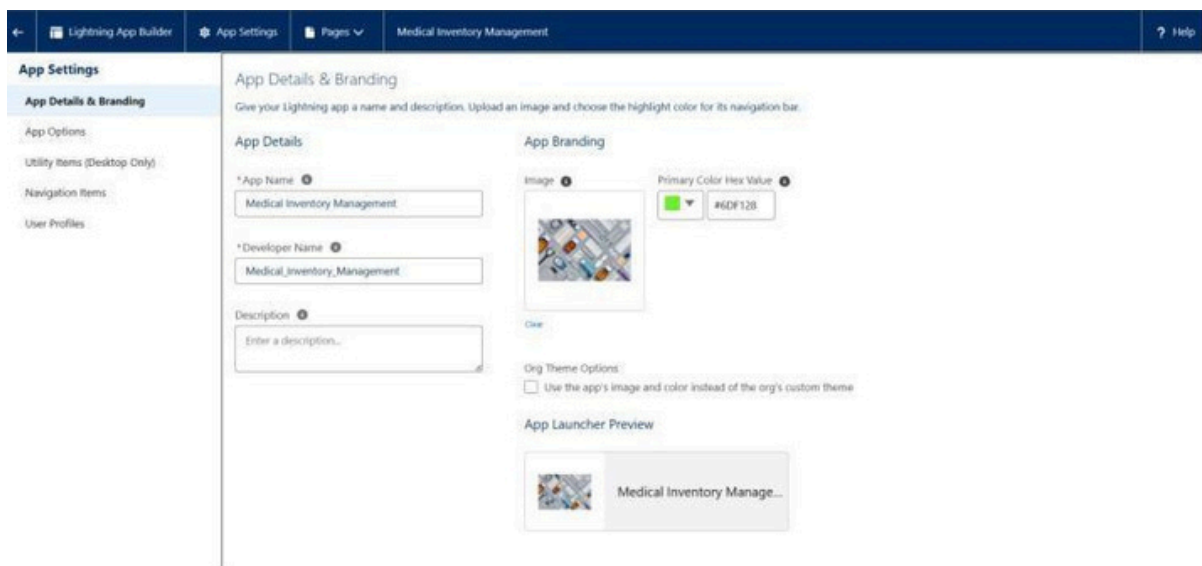 Lightning App Builder
App Settings
Pages
Medical Inventory Management
? Help
App Settings
App Details & Branding
App Options
Utility Items (Desktop Only)
Navigation Items
User Profiles
App Details & Branding
Give your Lightning app a name and description. Upload an image and choose the highlight color for its navigation bar.
App Details
*App Name
Medical Inventory Management
*Developer Name
Medical_Inventory_Management
Description
Enter a description...
App Branding
Image
Clear
Primary Color Hex Value
#6DF12B
Org Theme Options
Use the app's image and color instead of the org's custom theme
App Launcher Preview
Medical Inventory Manage...